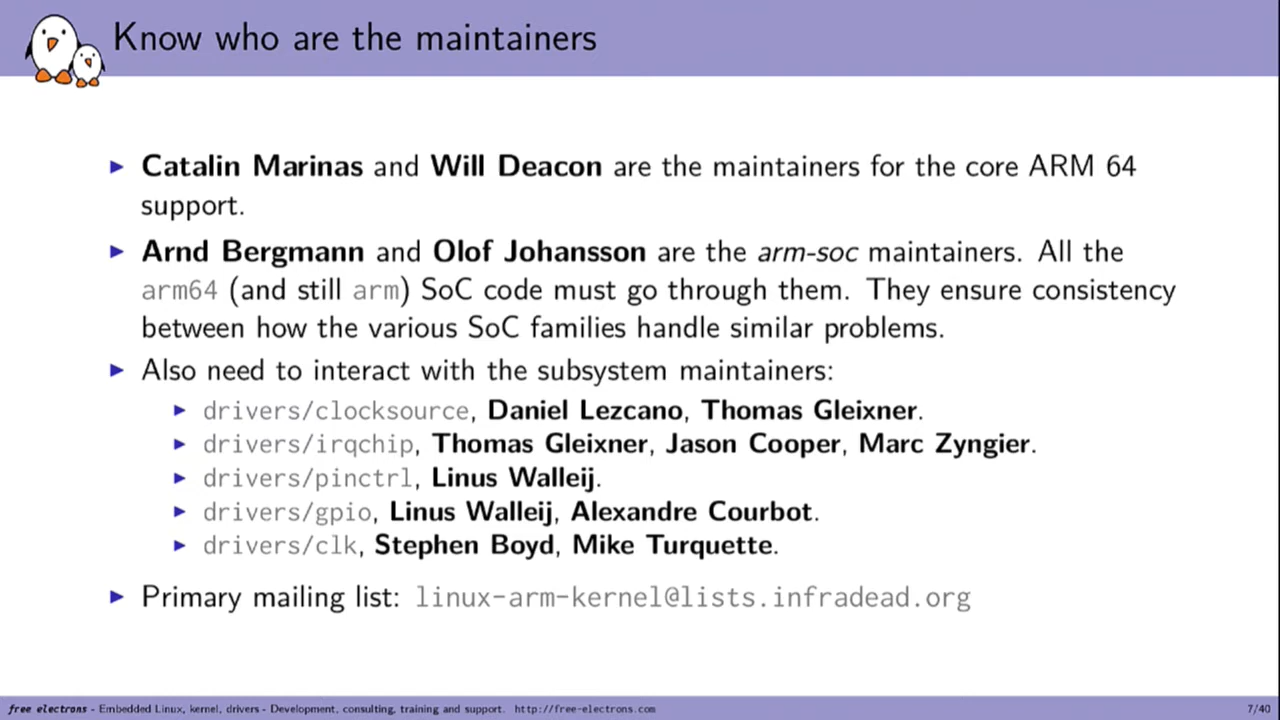 Know who are the maintainers
▶ Catalin Marinas and Will Deacon are the maintainers for the core ARM 64
support.
▶ Arnd Bergmann and Olof Johansson are the arm-soc maintainers. All the
arm64 (and still arm) SoC code must go through them. They ensure consistency
between how the various SoC families handle similar problems.
▶ Also need to interact with the subsystem maintainers:
▶ drivers/clocksource, Daniel Lezcano, Thomas Gleixner.
▶ drivers/irqchip, Thomas Gleixner, Jason Cooper, Marc Zyngier.
▶ drivers/pinctrl, Linus Walleij.
▶ drivers/gpio, Linus Walleij, Alexandre Courbot.
▶ drivers/clk, Stephen Boyd, Mike Turquette.
▶ Primary mailing list: linux-arm-kernel@lists.infradead.org
free electrons - Embedded Linux, kernel, drivers - Development, consulting, training and support. http://free-electrons.com 7/40